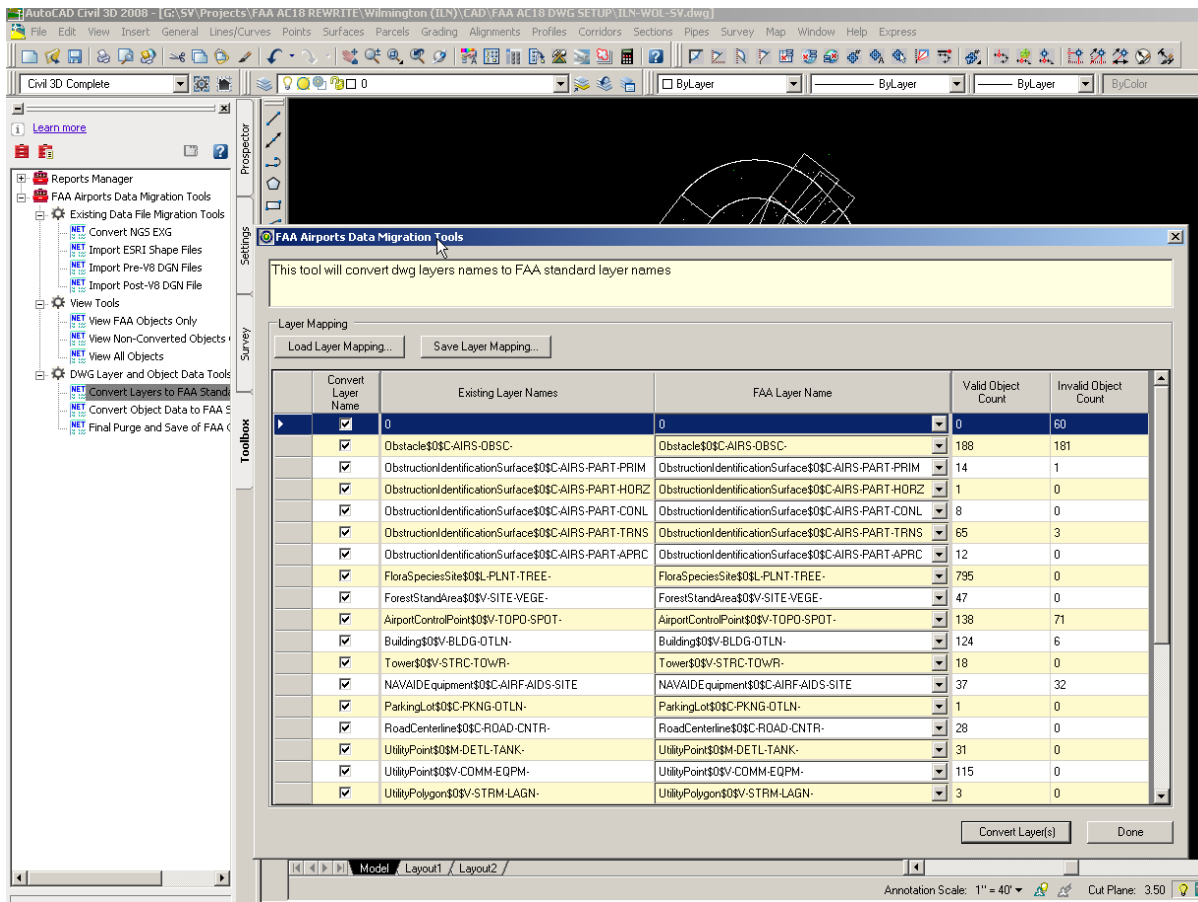 AutoCAD Civil 3D 2008 - [G:\SV\Projects\FAA AC18 REWRITE\Wilmington (ILN)\CAD\FAA AC18 DWG SETUP\ILN-WOL-SV.dwg]
File Edit View Insert General Lines/Curves Points Surfaces Parcels Grading Alignments Profiles Corridors Sections Pipes Survey Map Window Help Express
Civil 3D Complete 0 ByLayer ByLayer ByLayer ByColor
Learn more
Prospector
Settings
Survey
Toolbox
Reports Manager
FAA Airports Data Migration Tools
Existing Data File Migration Tools
NET Convert NGS EXG
NET Import ESRI Shape Files
NET Import Pre-V8 DGN Files
NET Import Post-V8 DGN File
View Tools
NET View FAA Objects Only
NET View Non-Converted Objects
NET View All Objects
DWG Layer and Object Data Tools
NET Convert Layers to FAA Standa
NET Convert Object Data to FAA S
NET Final Purge and Save of FAA
FAA Airports Data Migration Tools
This tool will convert dwg layers names to FAA standard layer names
Layer Mapping
Load Layer Mapping... Save Layer Mapping...
Convert Layer Name Existing Layer Names FAA Layer Name Valid Object Count Invalid Object Count
0 0 0 60
Obstacle$0$C-AIRS-OBSC- Obstacle$0$C-AIRS-OBSC- 188 181
ObstructionIdentificationSurface$0$C-AIRS-PART-PRIM ObstructionIdentificationSurface$0$C-AIRS-PART-PRIM 14 1
ObstructionIdentificationSurface$0$C-AIRS-PART-HORZ ObstructionIdentificationSurface$0$C-AIRS-PART-HORZ 1 0
ObstructionIdentificationSurface$0$C-AIRS-PART-CONL ObstructionIdentificationSurface$0$C-AIRS-PART-CONL 8 0
ObstructionIdentificationSurface$0$C-AIRS-PART-TRNS ObstructionIdentificationSurface$0$C-AIRS-PART-TRNS 65 3
ObstructionIdentificationSurface$0$C-AIRS-PART-APRC ObstructionIdentificationSurface$0$C-AIRS-PART-APRC 12 0
FloraSpeciesSite$0$L-PLNT-TREE- FloraSpeciesSite$0$L-PLNT-TREE- 795 0
ForestStandArea$0$V-SITE-VEGE- ForestStandArea$0$V-SITE-VEGE- 47 0
AirportControlPoint$0$V-TOPO-SPOT- AirportControlPoint$0$V-TOPO-SPOT- 138 71
Building$0$V-BLDG-OTLN- Building$0$V-BLDG-OTLN- 124 6
Tower$0$V-STRC-TOWR- Tower$0$V-STRC-TOWR- 18 0
NAVAIDEquipment$0$C-AIRF-AIDS-SITE NAVAIDEquipment$0$C-AIRF-AIDS-SITE 37 32
ParkingLot$0$C-PKNG-OTLN- ParkingLot$0$C-PKNG-OTLN- 1 0
RoadCenterline$0$C-ROAD-CNTR- RoadCenterline$0$C-ROAD-CNTR- 28 0
UtilityPoint$0$M-DETL-TANK- UtilityPoint$0$M-DETL-TANK- 31 0
UtilityPoint$0$V-COMM-EQPM- UtilityPoint$0$V-COMM-EQPM- 115 0
UtilityPolygon$0$V-STRM-LAGN- UtilityPolygon$0$V-STRM-LAGN- 3 0
Convert Layer(s) Done
Model Layout1 Layout2
Annotation Scale: 1" = 40' Cut Plane: 3.50